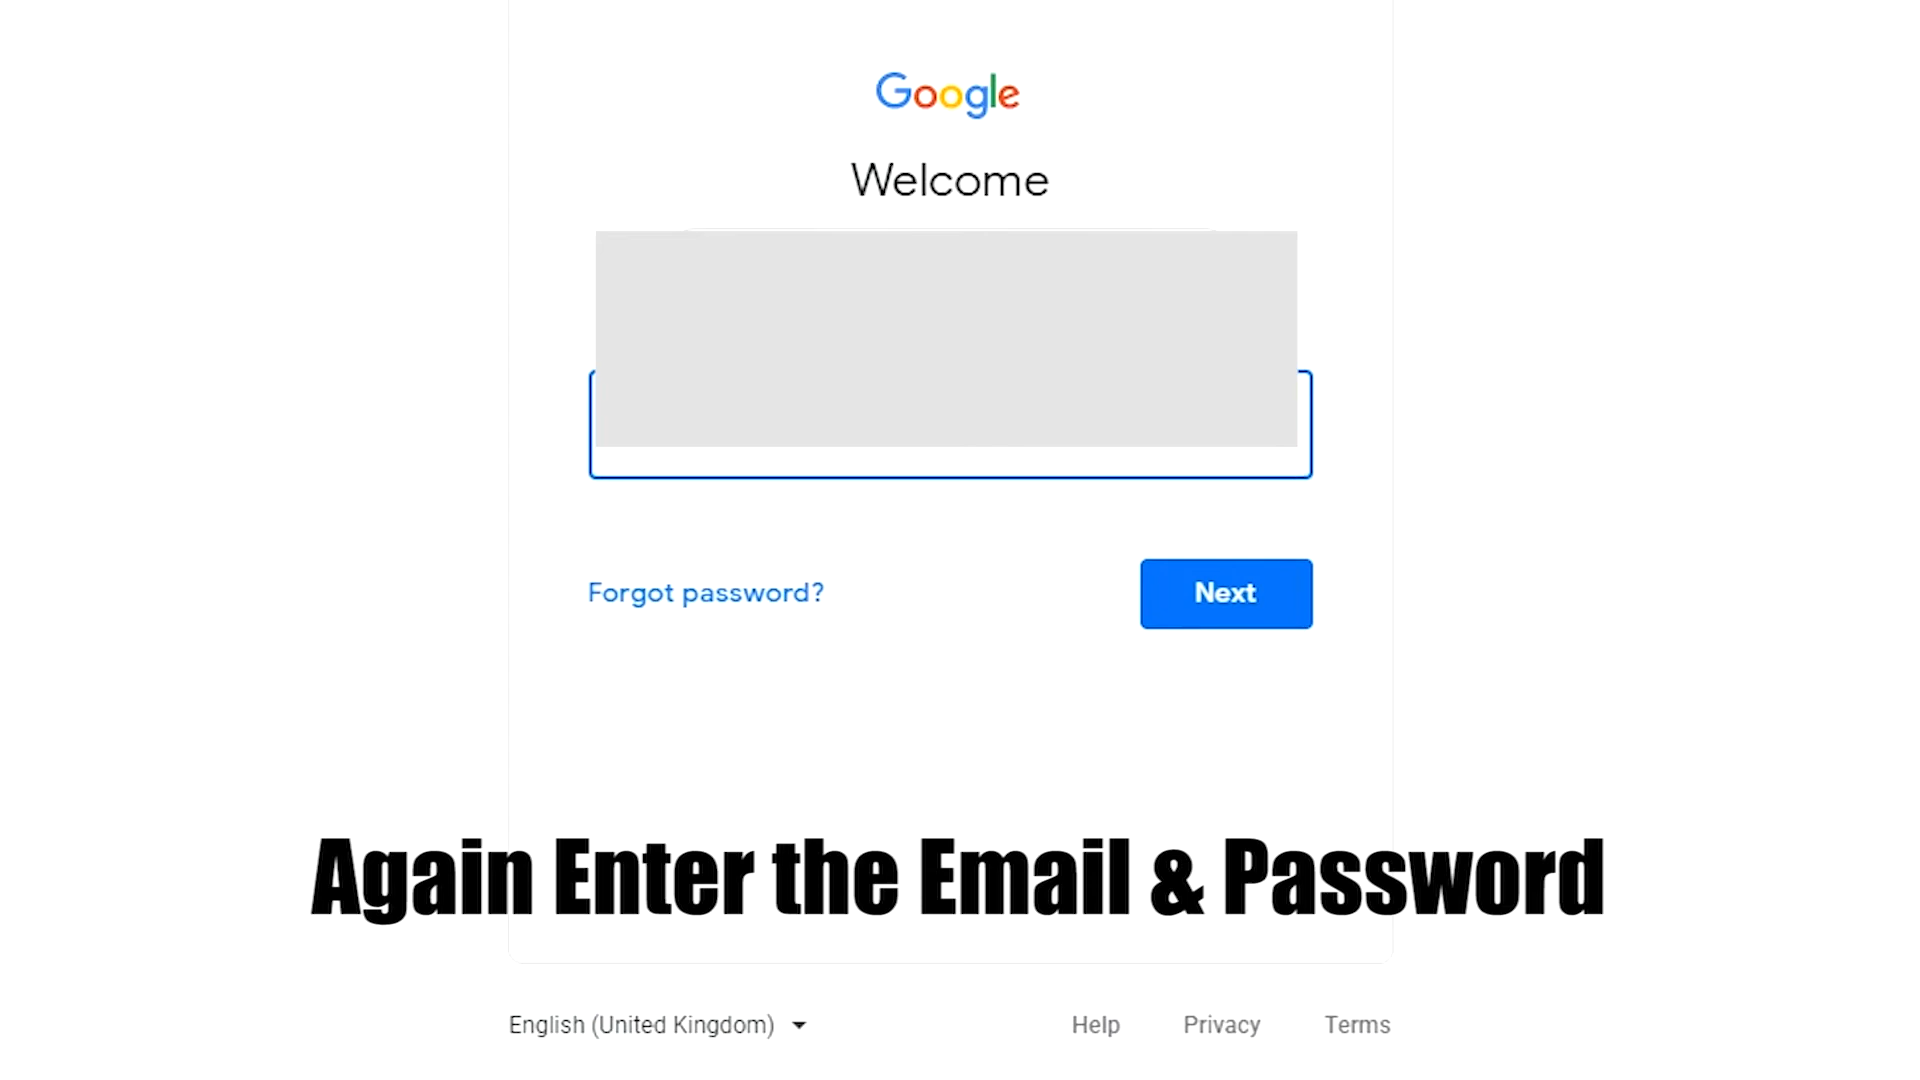 Google
Welcome
Forgot password?
Next
Again Enter the Email & Password
English (United Kingdom)
Help
Privacy
Terms